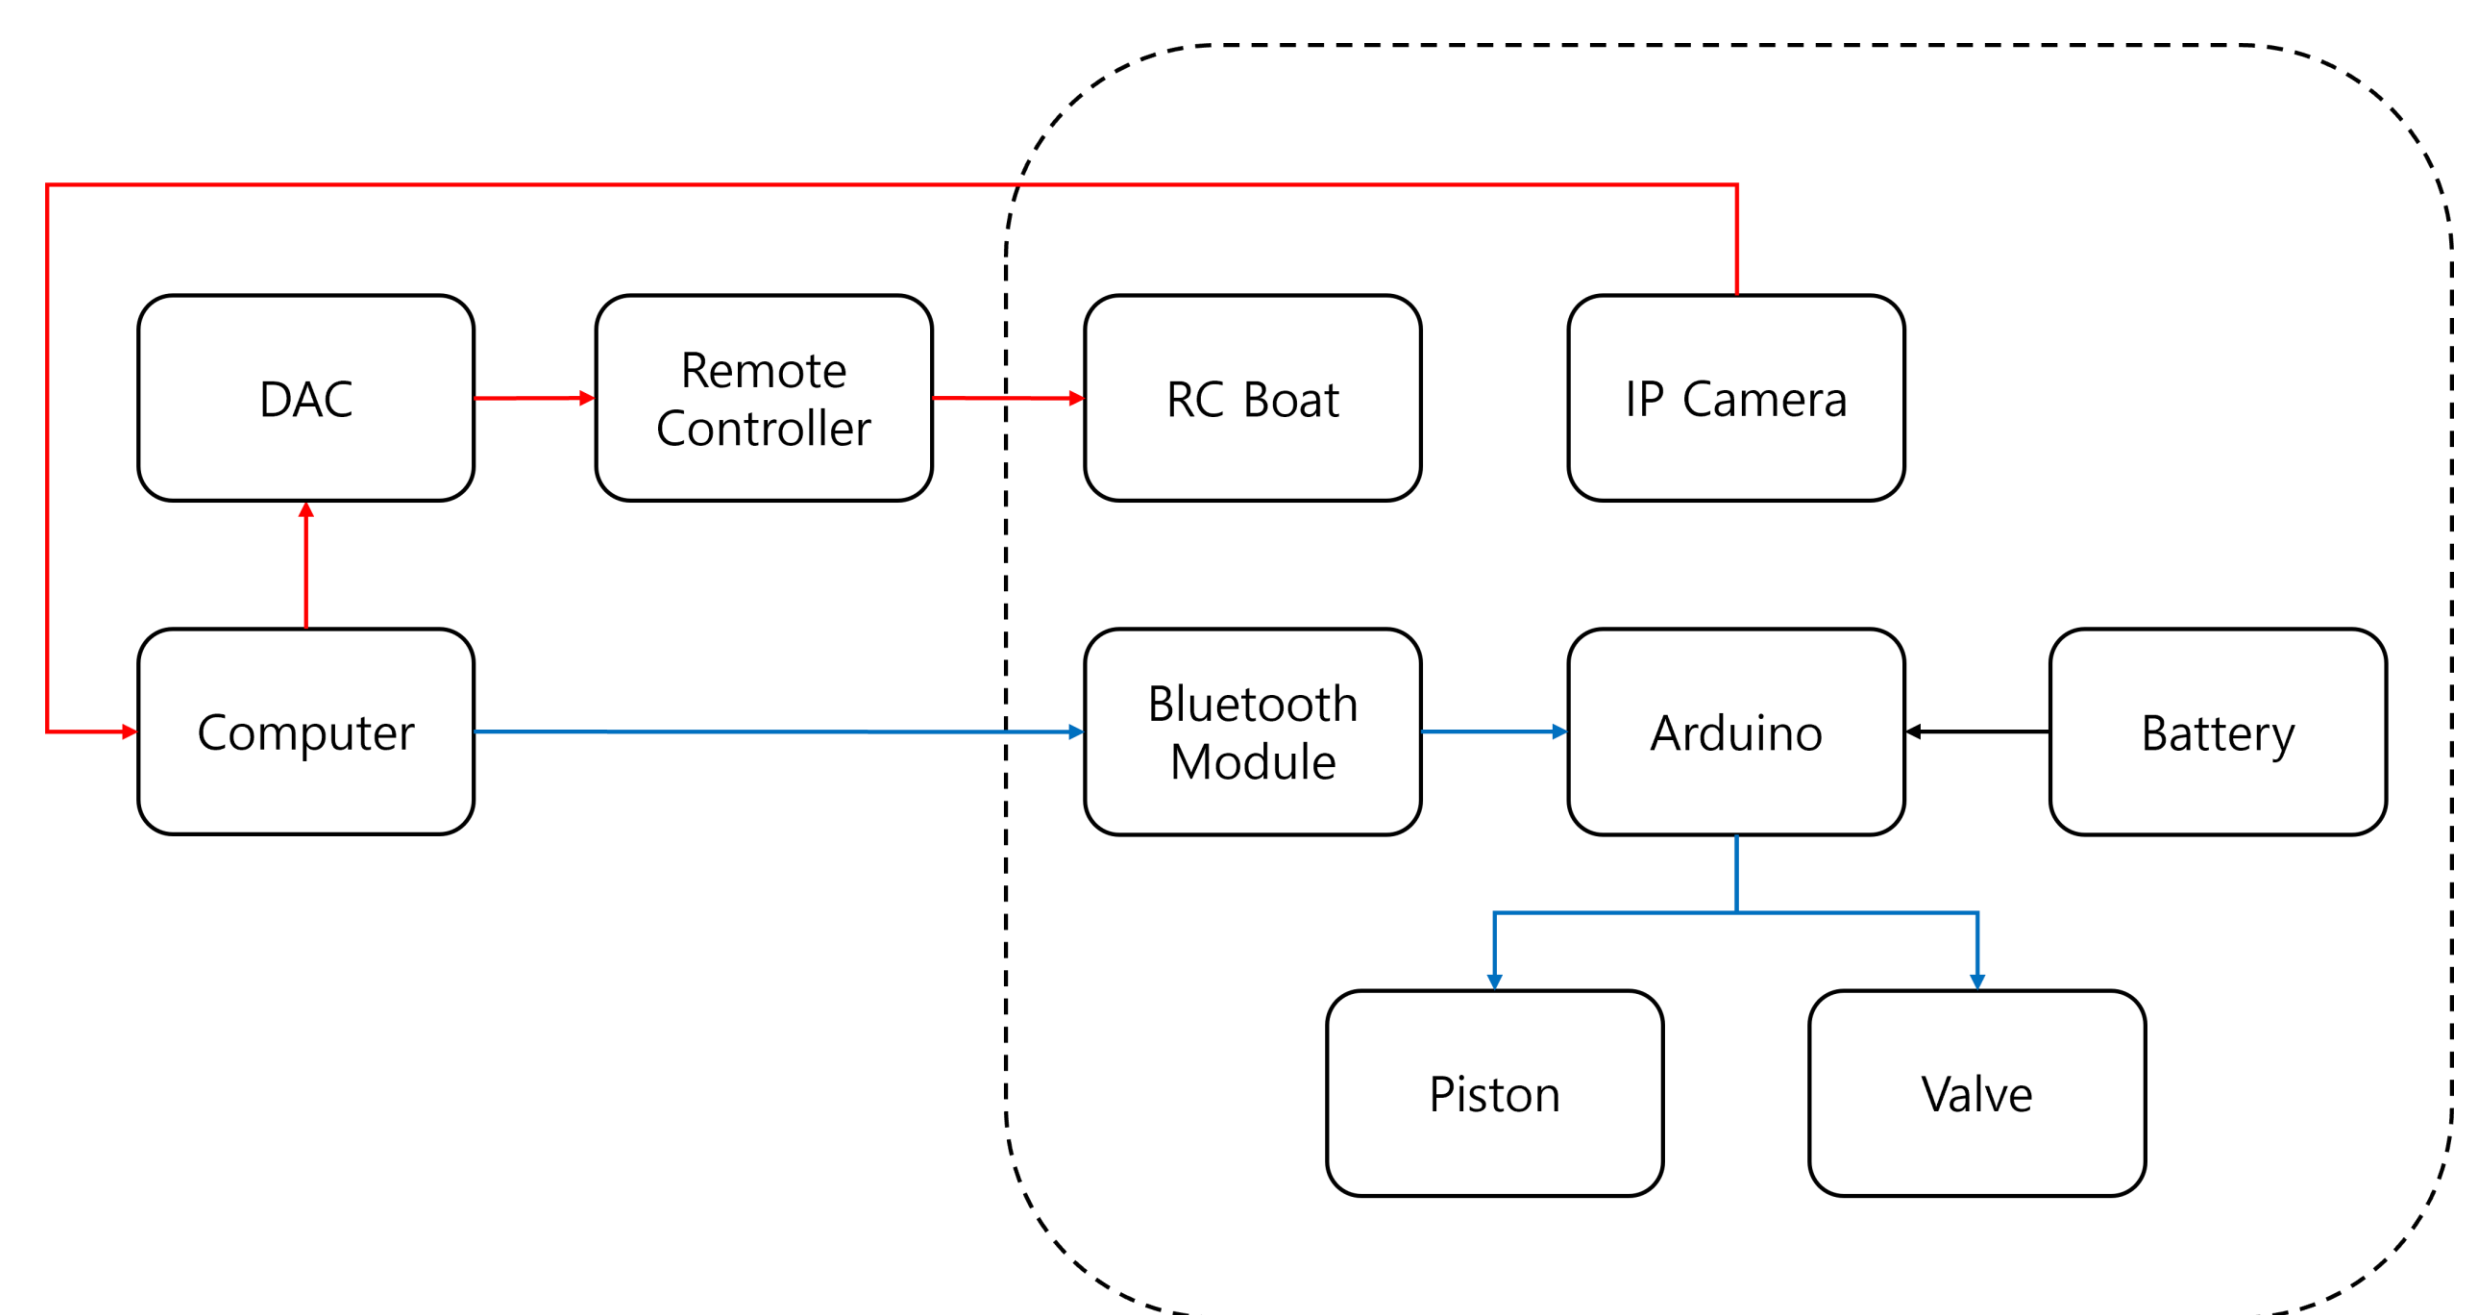 DAC
Remote
Controller
RC Boat
IP Camera
Computer
Bluetooth
Module
Arduino
Battery
Piston
Valve